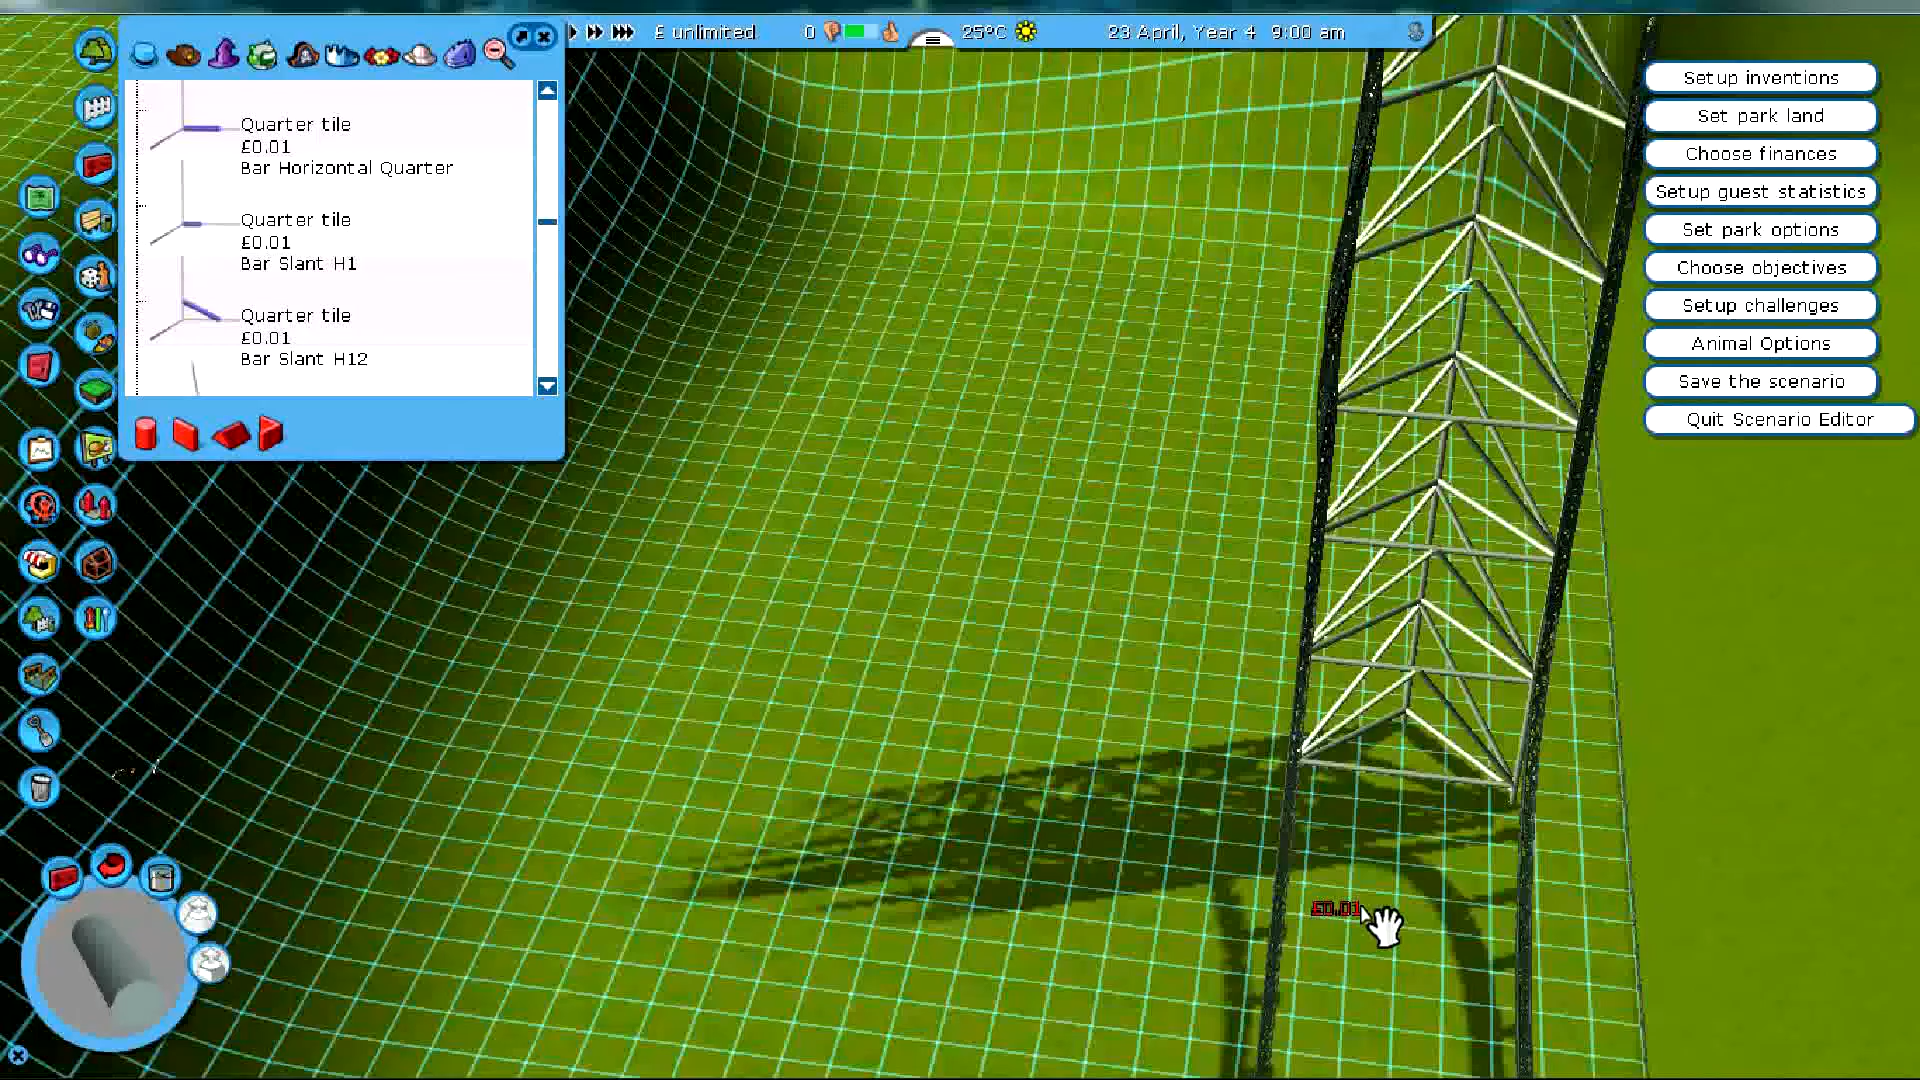 £ unlimited 0 25°C 23 April, Year 4 9:00 am
Quarter tile
£0.01
Bar Horizontal Quarter
Quarter tile
£0.01
Bar Slant H1
Quarter tile
£0.01
Bar Slant H12
Setup inventions
Set park land
Choose finances
Setup guest statistics
Set park options
Choose objectives
Setup challenges
Animal Options
Save the scenario
Quit Scenario Editor
£0.01